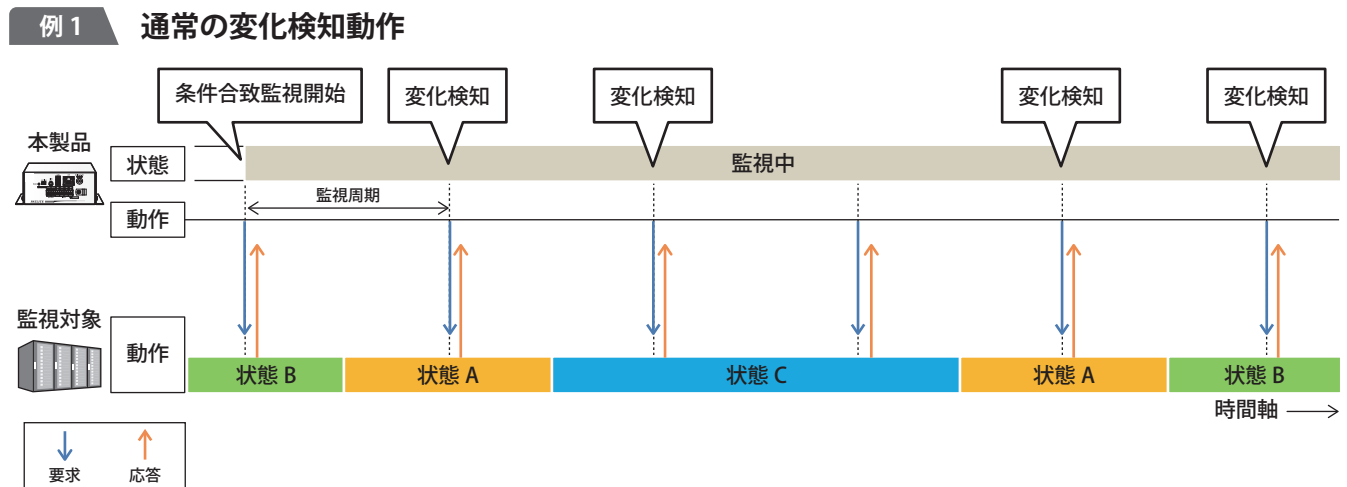 例 1
通常の変化検知動作
条件合致監視開始
変化検知
変化検知
変化検知
変化検知
本製品
状態
監視中
監視周期
動作
監視対象
動作
状態 B
状態 A
状態 C
状態 A
状態 B
時間軸
要求
応答